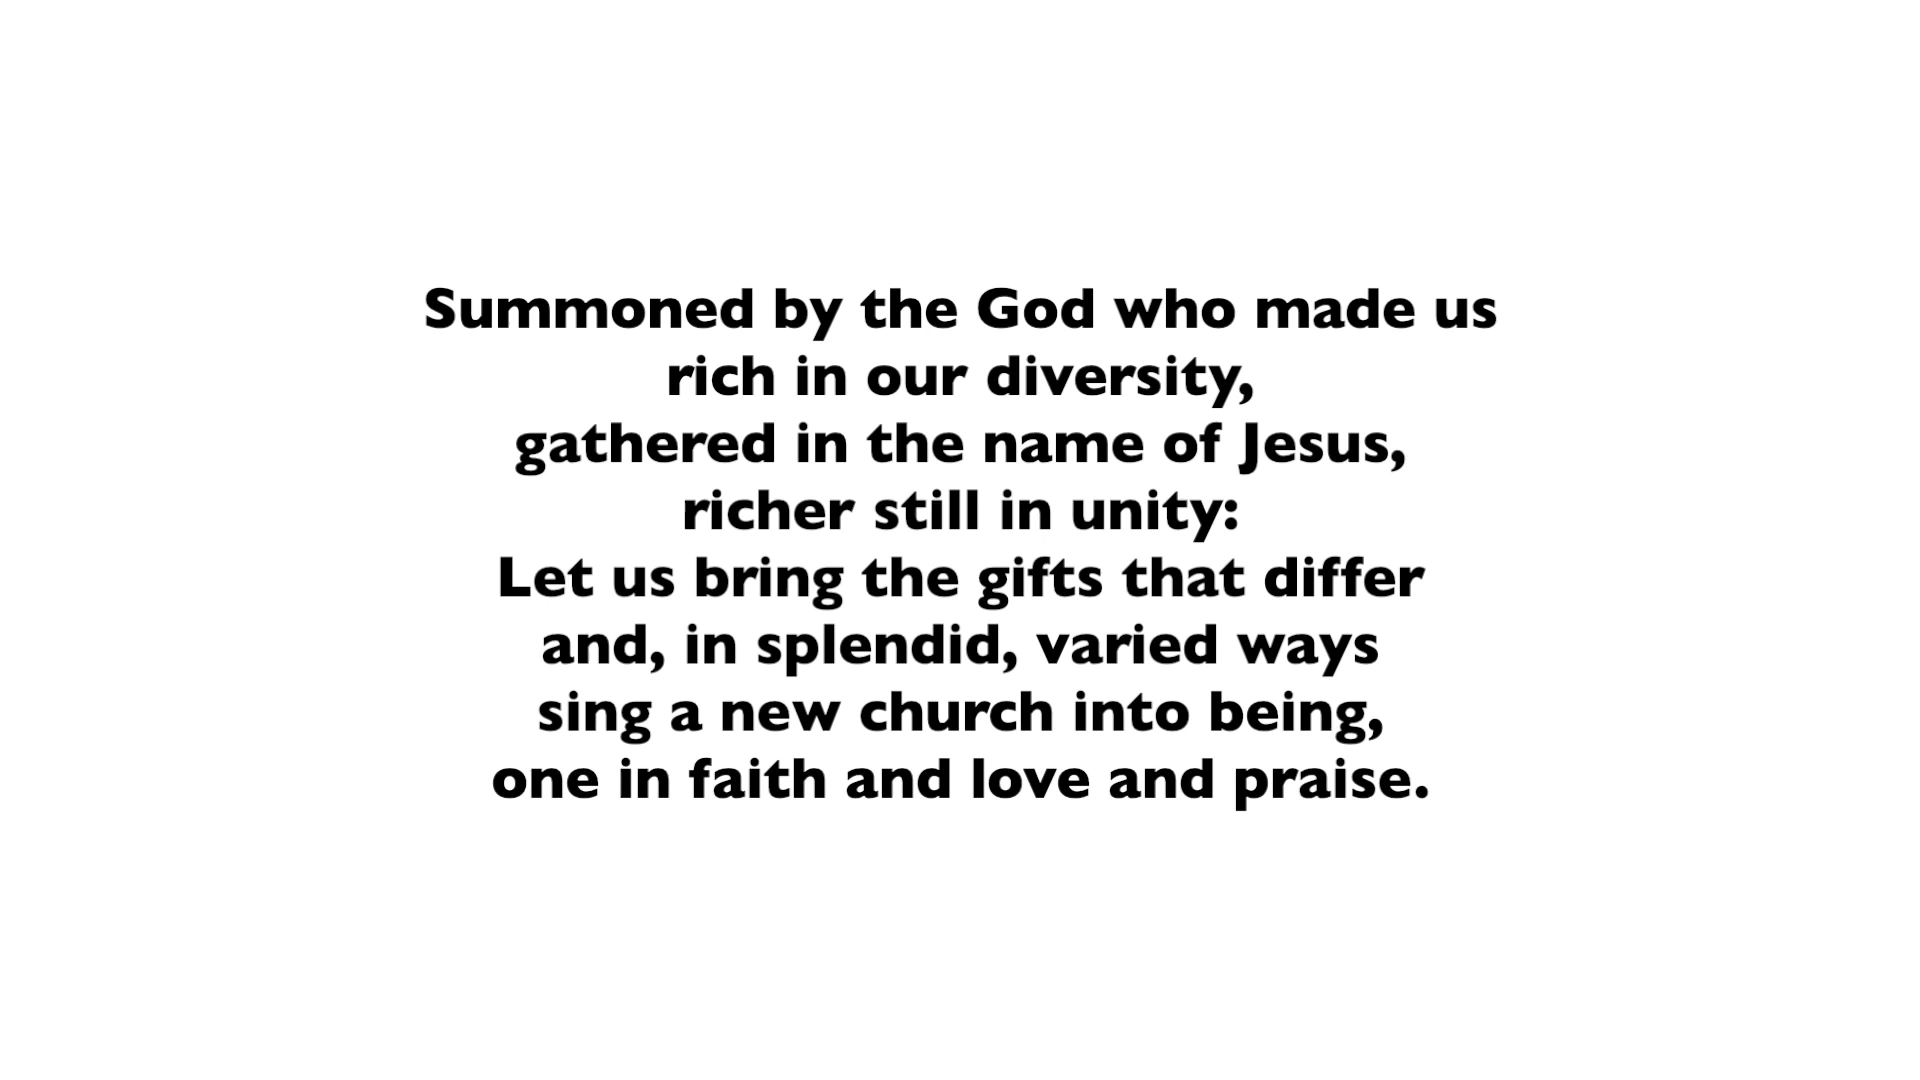 Summoned by the God who made us
rich in our diversity,
gathered in the name of Jesus,
richer still in unity:
Let us bring the gifts that differ
and, in splendid, varied ways
sing a new church into being,
one in faith and love and praise.